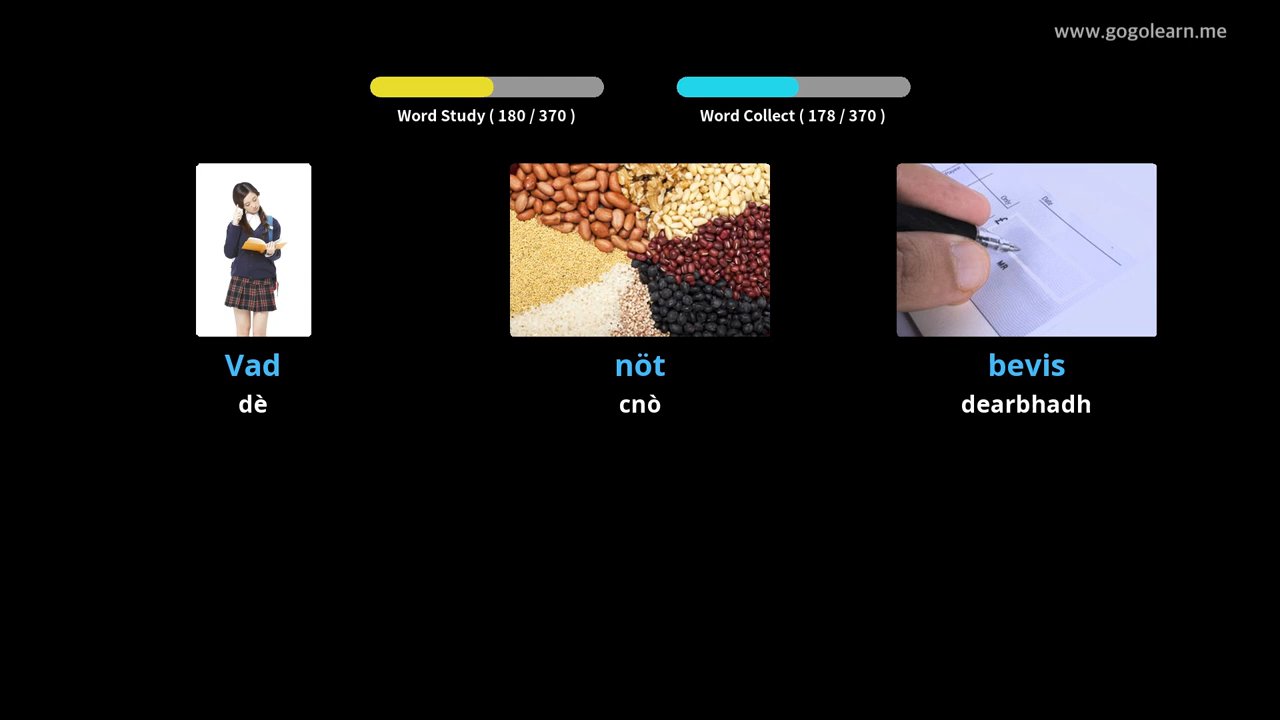 www.gogolearn.me
Word Study ( 180 / 370 )
Word Collect ( 178 / 370 )
Vad
dè
nöt
cnò
bevis
dearbhadh